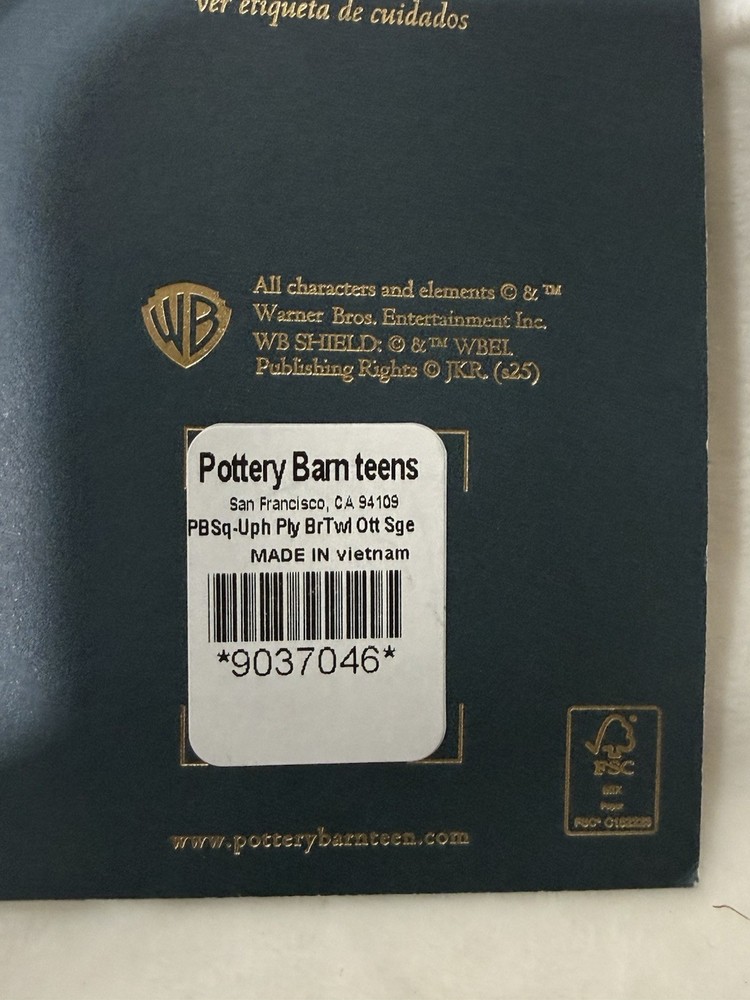 ver etiqueta de cuidados
WB
All characters and elements © & ™
Warner Bros. Entertainment Inc.
WB SHIELD: © & ™ WBEI.
Publishing Rights © JKR. (s25)
Pottery Barn teens
San Francisco, CA 94109
PBSq-Uph Ply BrTwl Ott Sge
MADE IN vietnam
*9037046*
FSC
MIX
Paper
www.potterybarnteen.com